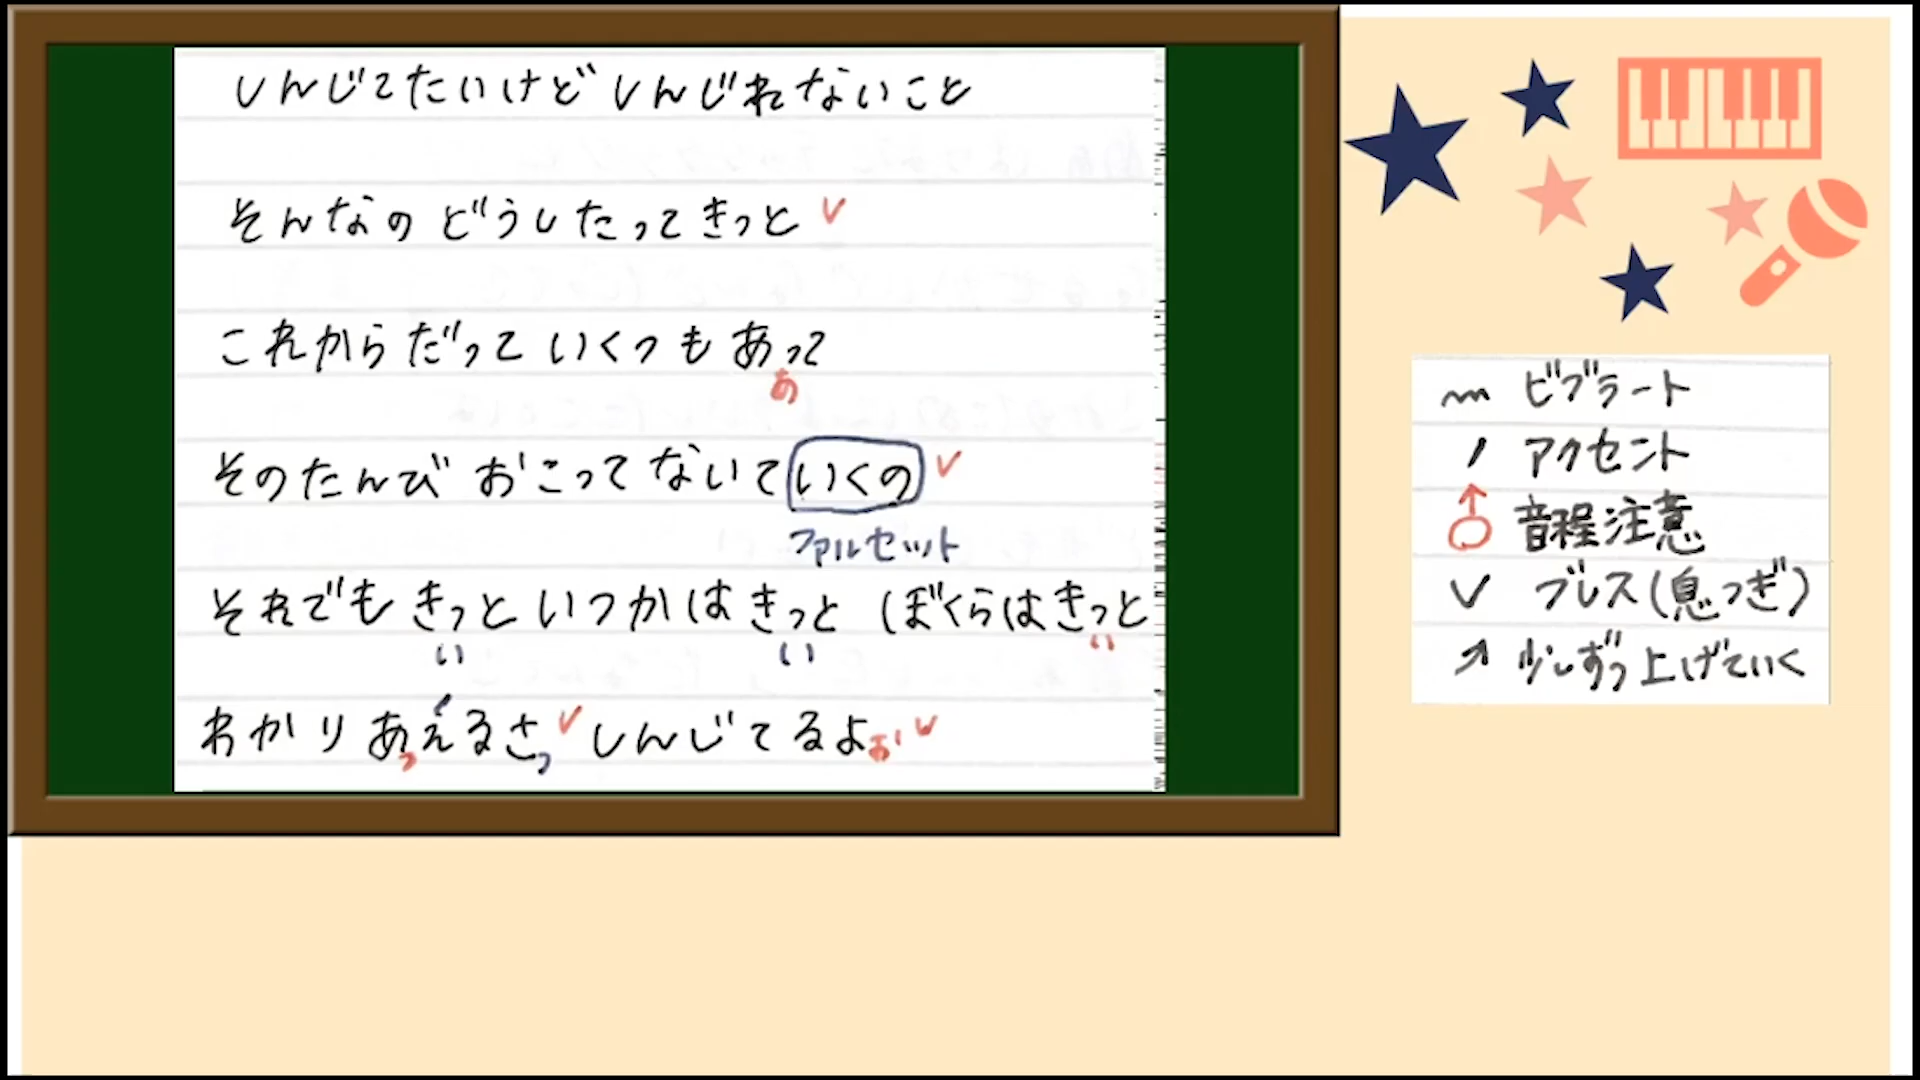 しんじてたいけど しんじれないこと
そんなの どうしたってきっと ∨
これからだって いくつも あって
あ
そのたんび おこって ないていくの ∨
ファルセット
それでも きっと いつかは きっと ぼくらは きっと
い い い
わかり あえるさ ∨ しんじてるよ ∨
っ っ お
ビブラート
アクセント
音程注意
∨ ブレス(息つぎ)
↗ 少しずつ上げていく